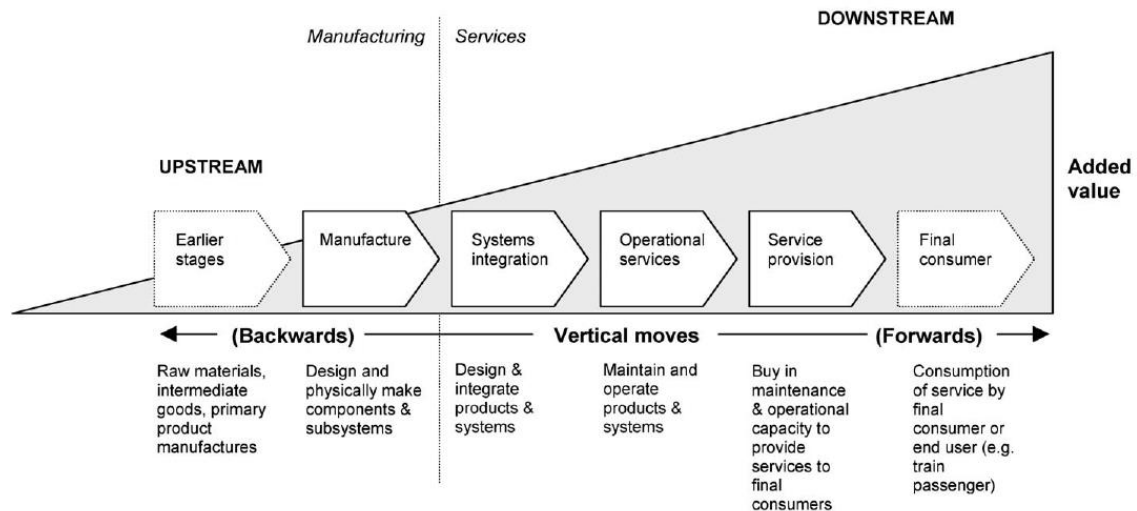 DOWNSTREAM
Manufacturing
Services
UPSTREAM
Added
value
Earlier
stages
Manufacture
Systems
integration
Operational
services
Service
provision
Final
consumer
(Backwards)
Vertical moves
(Forwards)
Raw materials,
intermediate
goods, primary
product
manufactures
Design and
physically make
components &
subsystems
Design &
integrate
products &
systems
Maintain and
operate
products &
systems
Buy in
maintenance
& operational
capacity to
provide
services to
final
consumers
Consumption
of service by
final
consumer or
end user (e.g.
train
passenger)